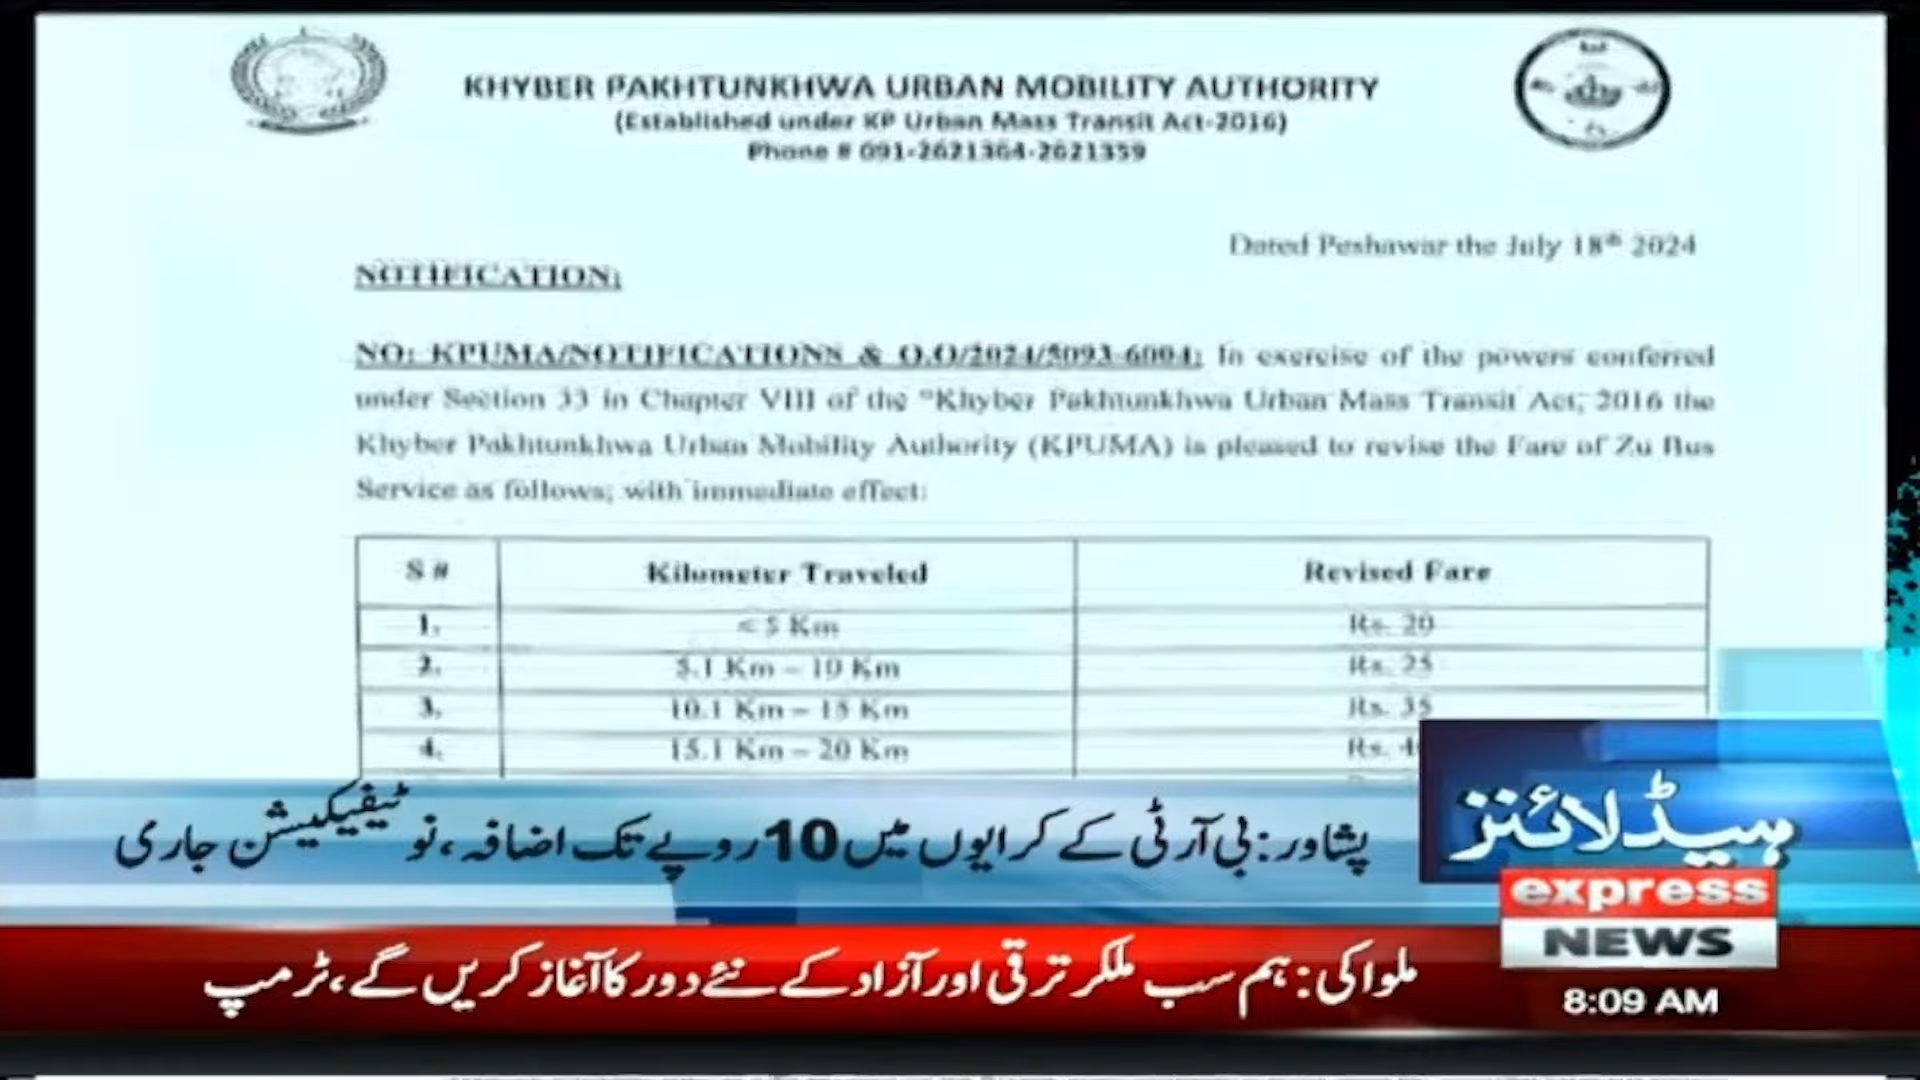 KHYBER PAKHTUNKHWA URBAN MOBILITY AUTHORITY
(Established under KP Urban Mass Transit Act-2016)
Phone # 091-2621364-2621359
Dated Peshawar the July 18th 2024
NOTIFICATION;
NO: KPUMA/NOTIFICATIONS & O.O/2024/5093-6004; In exercise of the powers conferred
under Section 33 in Chapter VIII of the "Khyber Pakhtunkhwa Urban Mass Transit Act, 2016 the
Khyber Pakhtunkhwa Urban Mobility Authority (KPUMA) is pleased to revise the Fare of Zu Bus
Service as follows; with immediate effect:
S # Kilometer Traveled Revised Fare
1. < 5 Km Rs. 20
2. 5.1 Km – 10 Km Rs. 25
3. 10.1 Km – 15 Km Rs. 35
4. 15.1 Km – 20 Km Rs.
ہیڈلائنز
پشاور: بی آر ٹی کے کرایوں میں 10 روپے تک اضافہ، نوٹیفیکیشن جاری
express
NEWS
ملواکی: ہم سب ملکر ترقی اور آزاد کے نئے دور کا آغاز کریں گے، ٹرمپ
8:09 AM